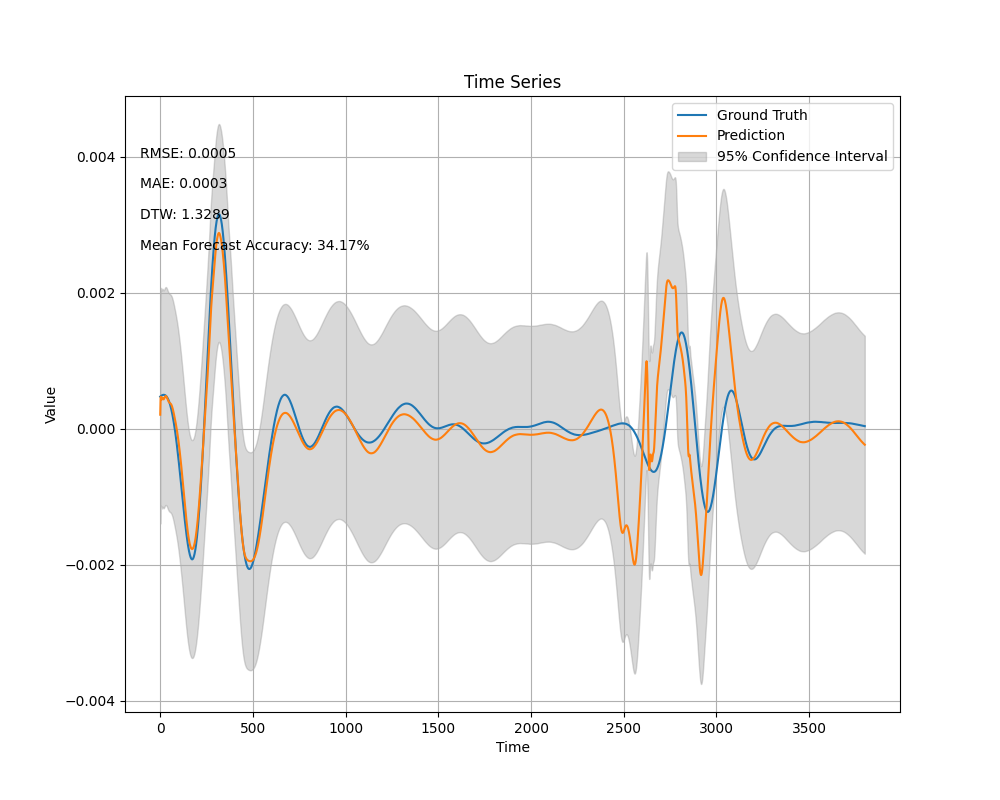 Time Series
Ground Truth
Prediction
95% Confidence Interval
RMSE: 0.0005
MAE: 0.0003
DTW: 1.3289
Mean Forecast Accuracy: 34.17%
0.004
0.002
0.000
−0.002
−0.004
Value
0 500 1000 1500 2000 2500 3000 3500
Time